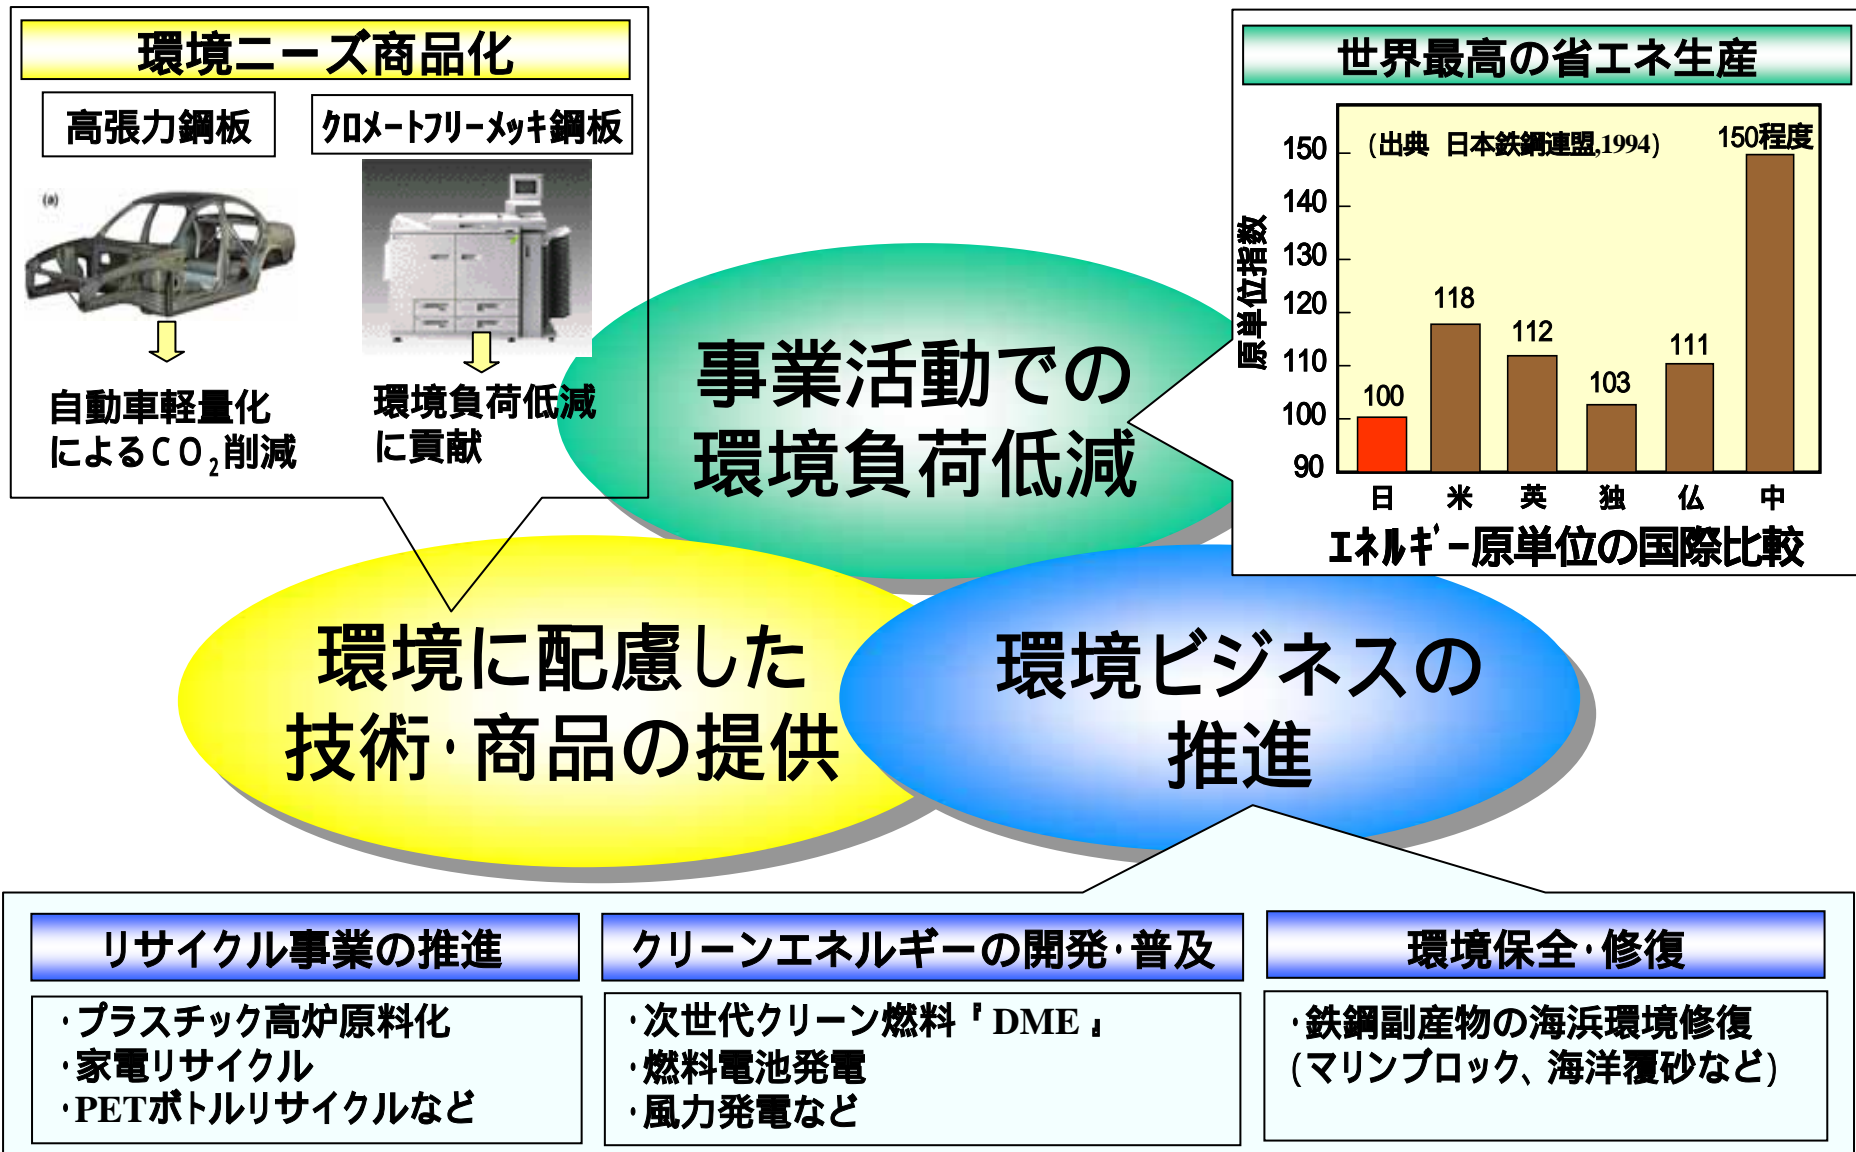 環境ニーズ商品化
高張力鋼板
クロメートフリーメッキ鋼板
(a)
自動車軽量化
によるCO₂削減
環境負荷低減
に貢献
世界最高の省エネ生産
(出典 日本鉄鋼連盟,1994)
150程度
原単位指数
150
140
130
120
110
100
90
100
118
112
103
111
日 米 英 独 仏 中
エネルギー原単位の国際比較
事業活動での
環境負荷低減
環境に配慮した
技術・商品の提供
環境ビジネスの
推進
リサイクル事業の推進
・プラスチック高炉原料化
・家電リサイクル
・PETボトルリサイクルなど
クリーンエネルギーの開発・普及
・次世代クリーン燃料『DME』
・燃料電池発電
・風力発電など
環境保全・修復
・鉄鋼副産物の海浜環境修復
(マリンブロック、海洋覆砂など)